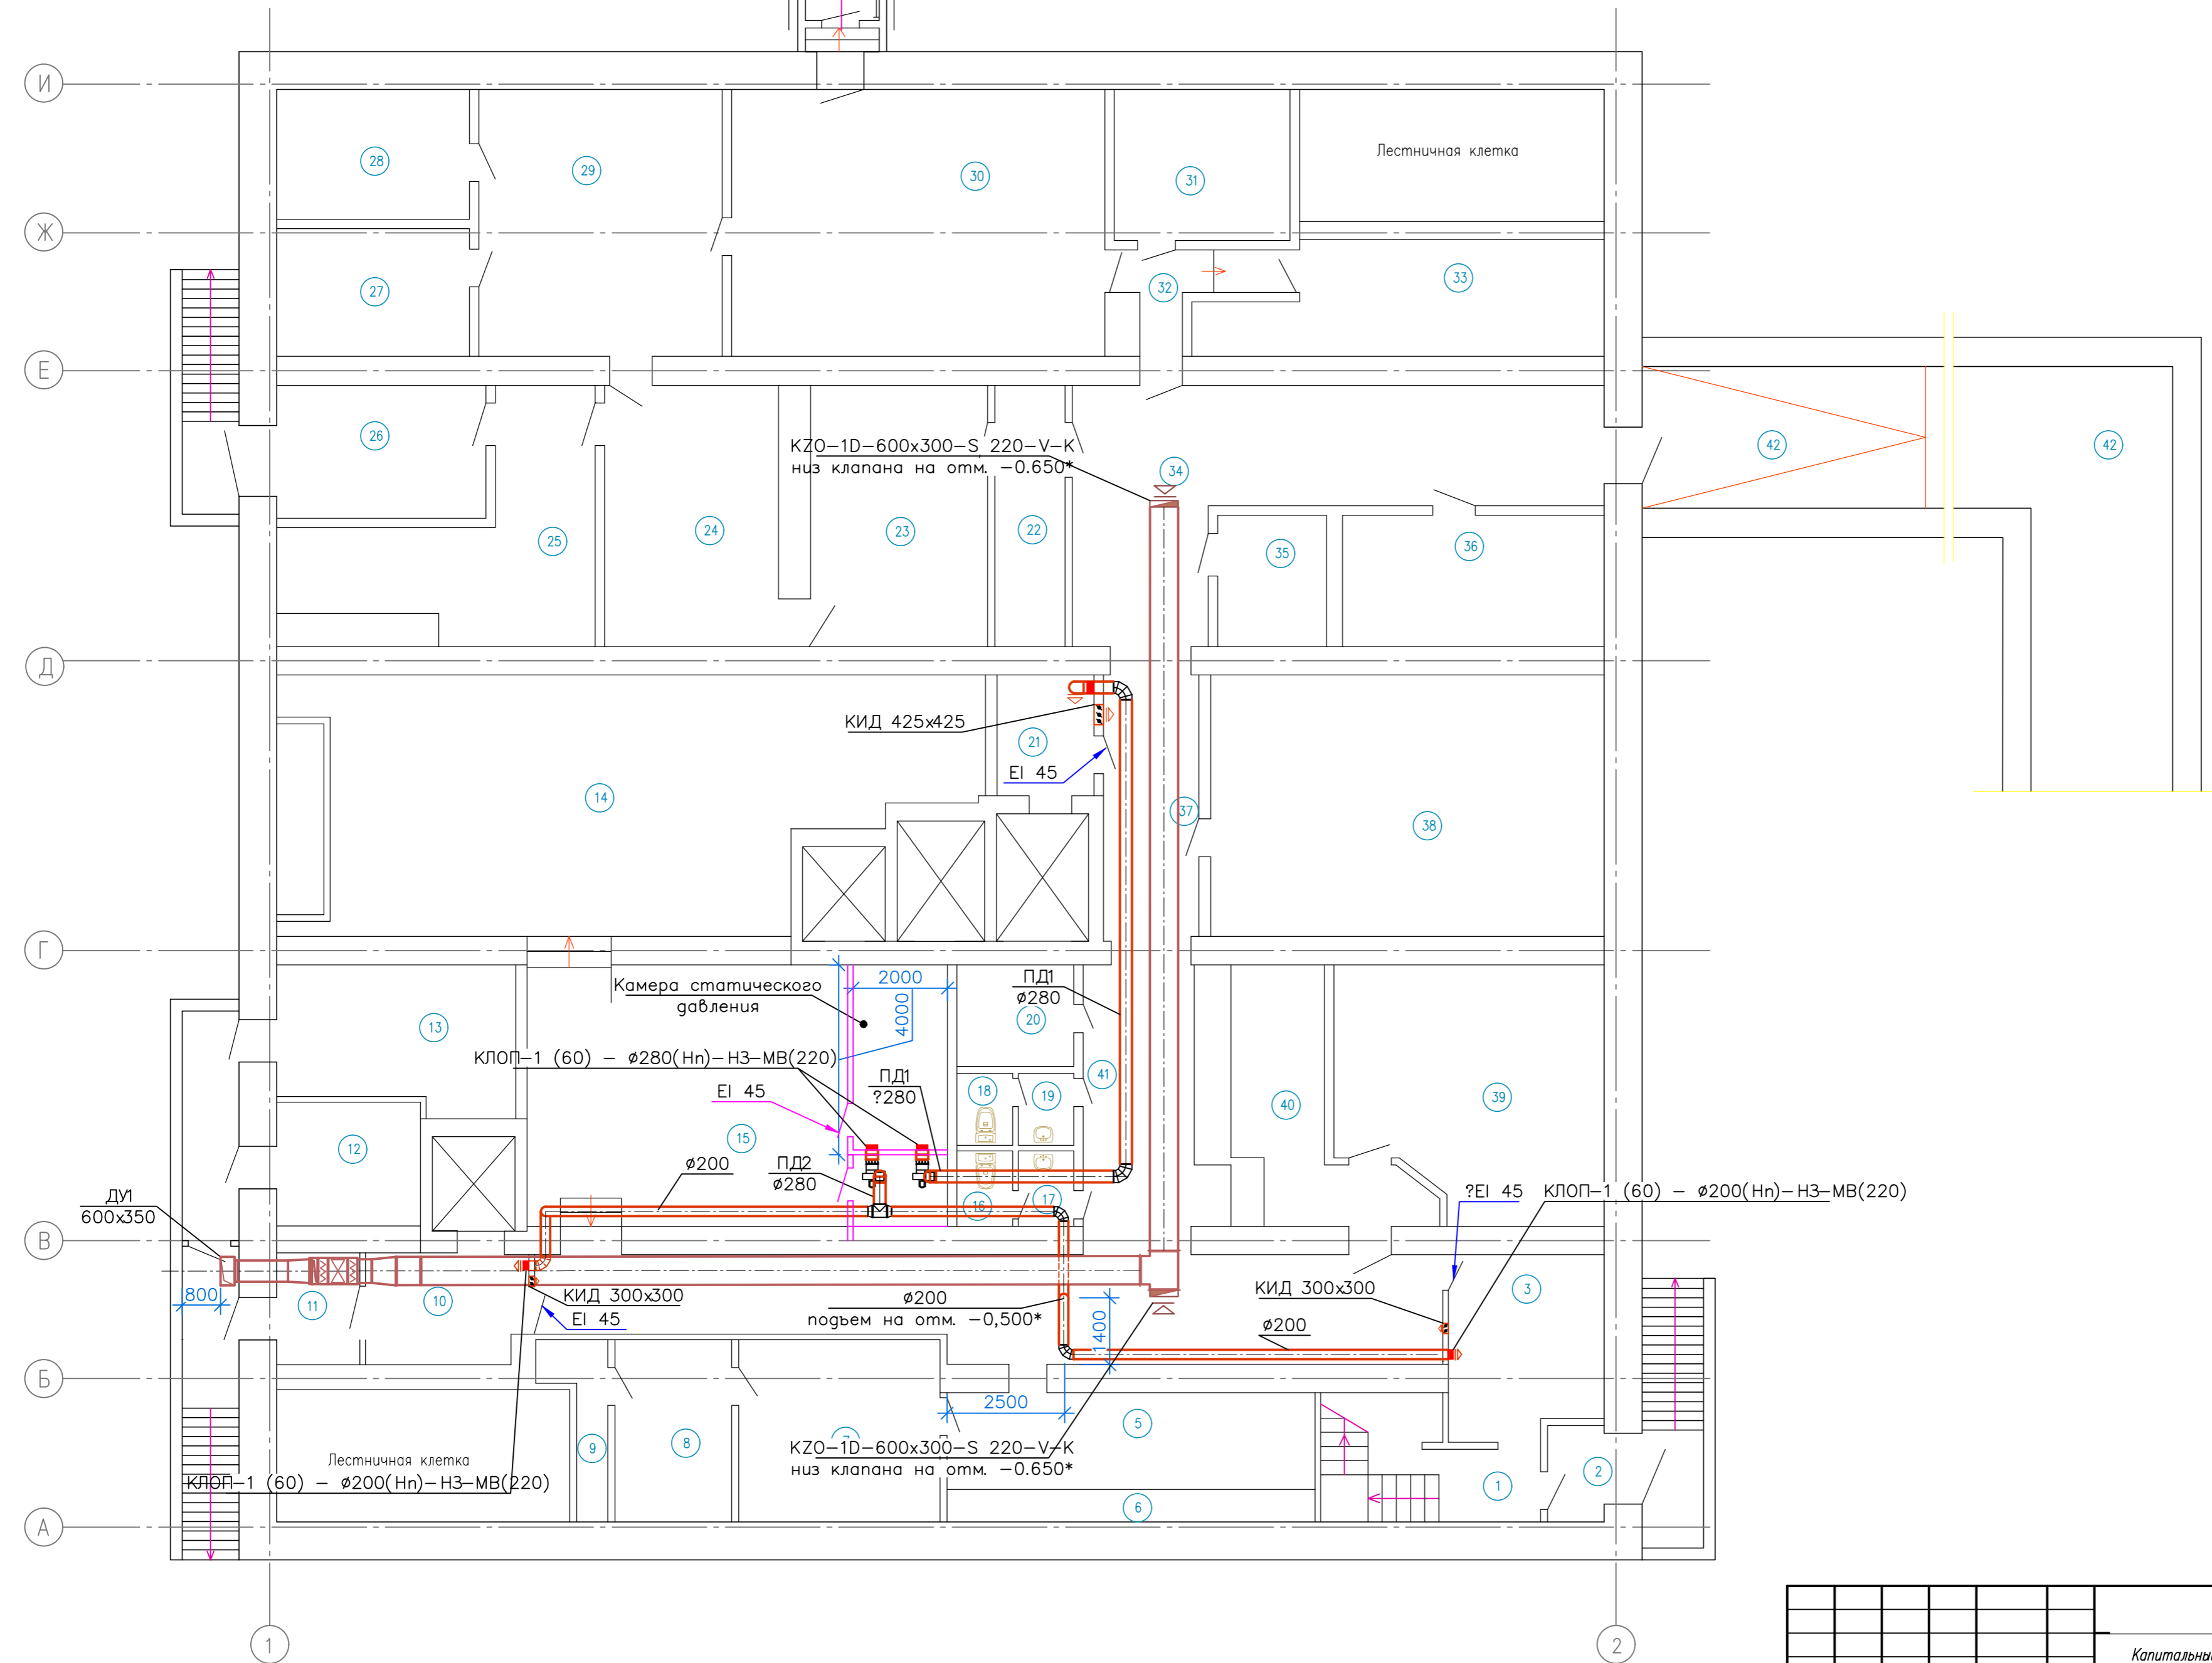 И
28
29
30
31
Лестничная клетка
Ж
27
32
33
Е
26
42
42
KZO-1D-600x300-S 220-V-K
низ клапана на отм. -0.650*
34
25
24
23
22
35
36
Д
КИД 425х425
21
EI 45
14
37
38
Г
Камера статического
давления
2000
4000
ПД1
ø280
20
13
КЛОП-1 (60) - ø280(Нп)-НЗ-МВ(220)
EI 45
ПД1
?280
41
18
19
40
39
12
15
ø200
ПД2
ø280
16
17
ДУ1
600х350
?EI 45
КЛОП-1 (60) - ø200(Нп)-НЗ-МВ(220)
В
800
11
10
КИД 300х300
EI 45
ø200
подъем на отм. -0,500*
1400
КИД 300х300
3
ø200
Б
2500
9
8
5
Лестничная клетка
КЛОП-1 (60) - ø200(Нп)-НЗ-МВ(220)
KZO-1D-600x300-S 220-V-K
низ клапана на отм. -0.650*
6
1
2
А
1
2
Капитальный